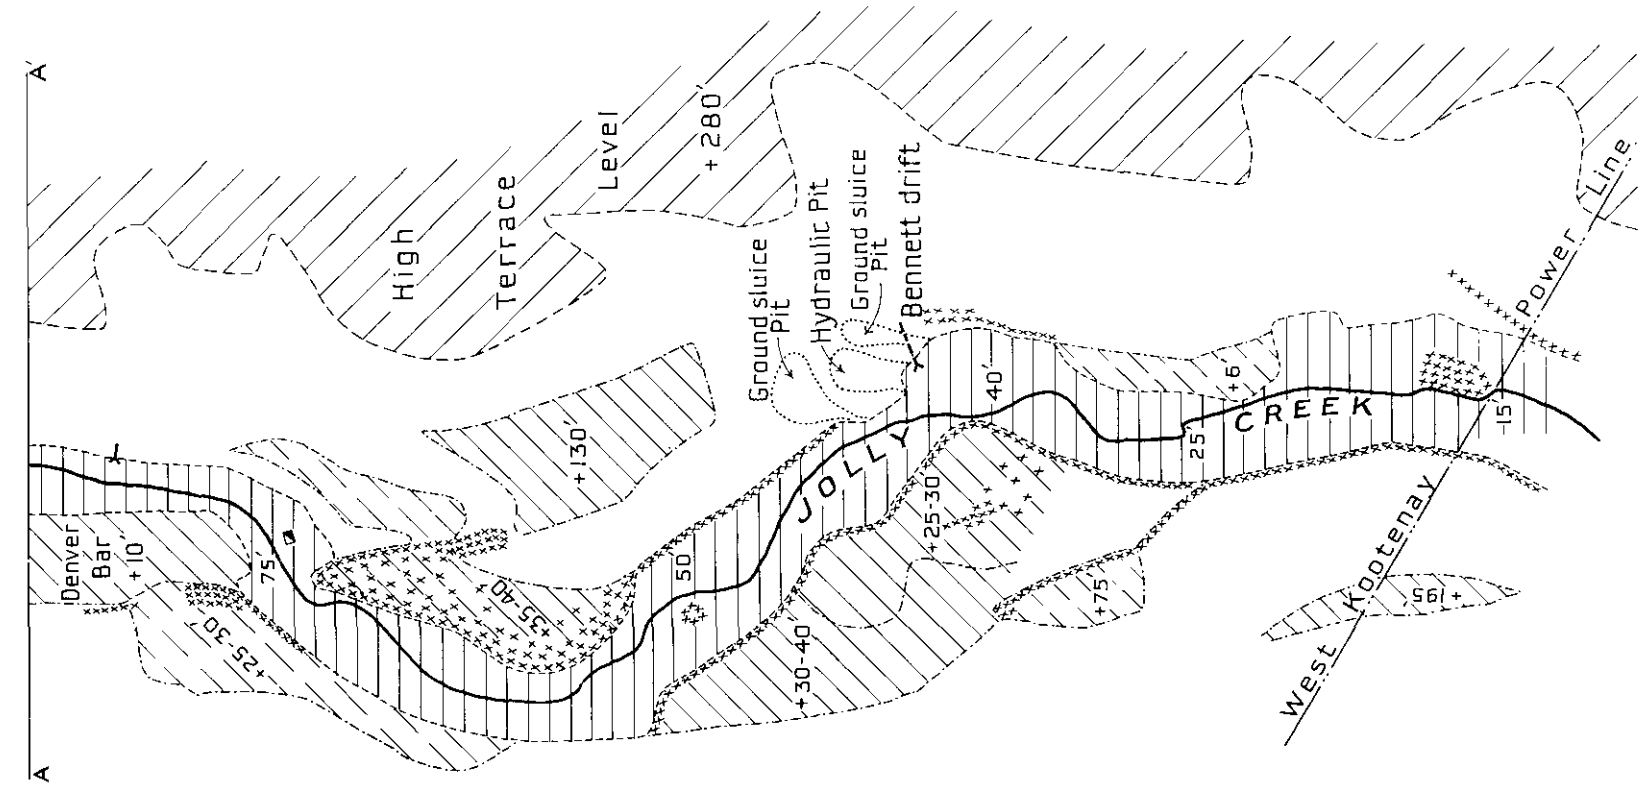 A
A'
High
Terrace
Level
+ 280'
Denver
Bar
+ 10'
75'
+25-30'
+35-40'
+130'
Ground sluice
Pit
Hydraulic Pit
Ground sluice
Pit
Bennett drift
JOLLY
CREEK
50'
40'
+25-30'
+30-40'
+6'
25'
15'
+75'
+195'
West Kootenay Power Line